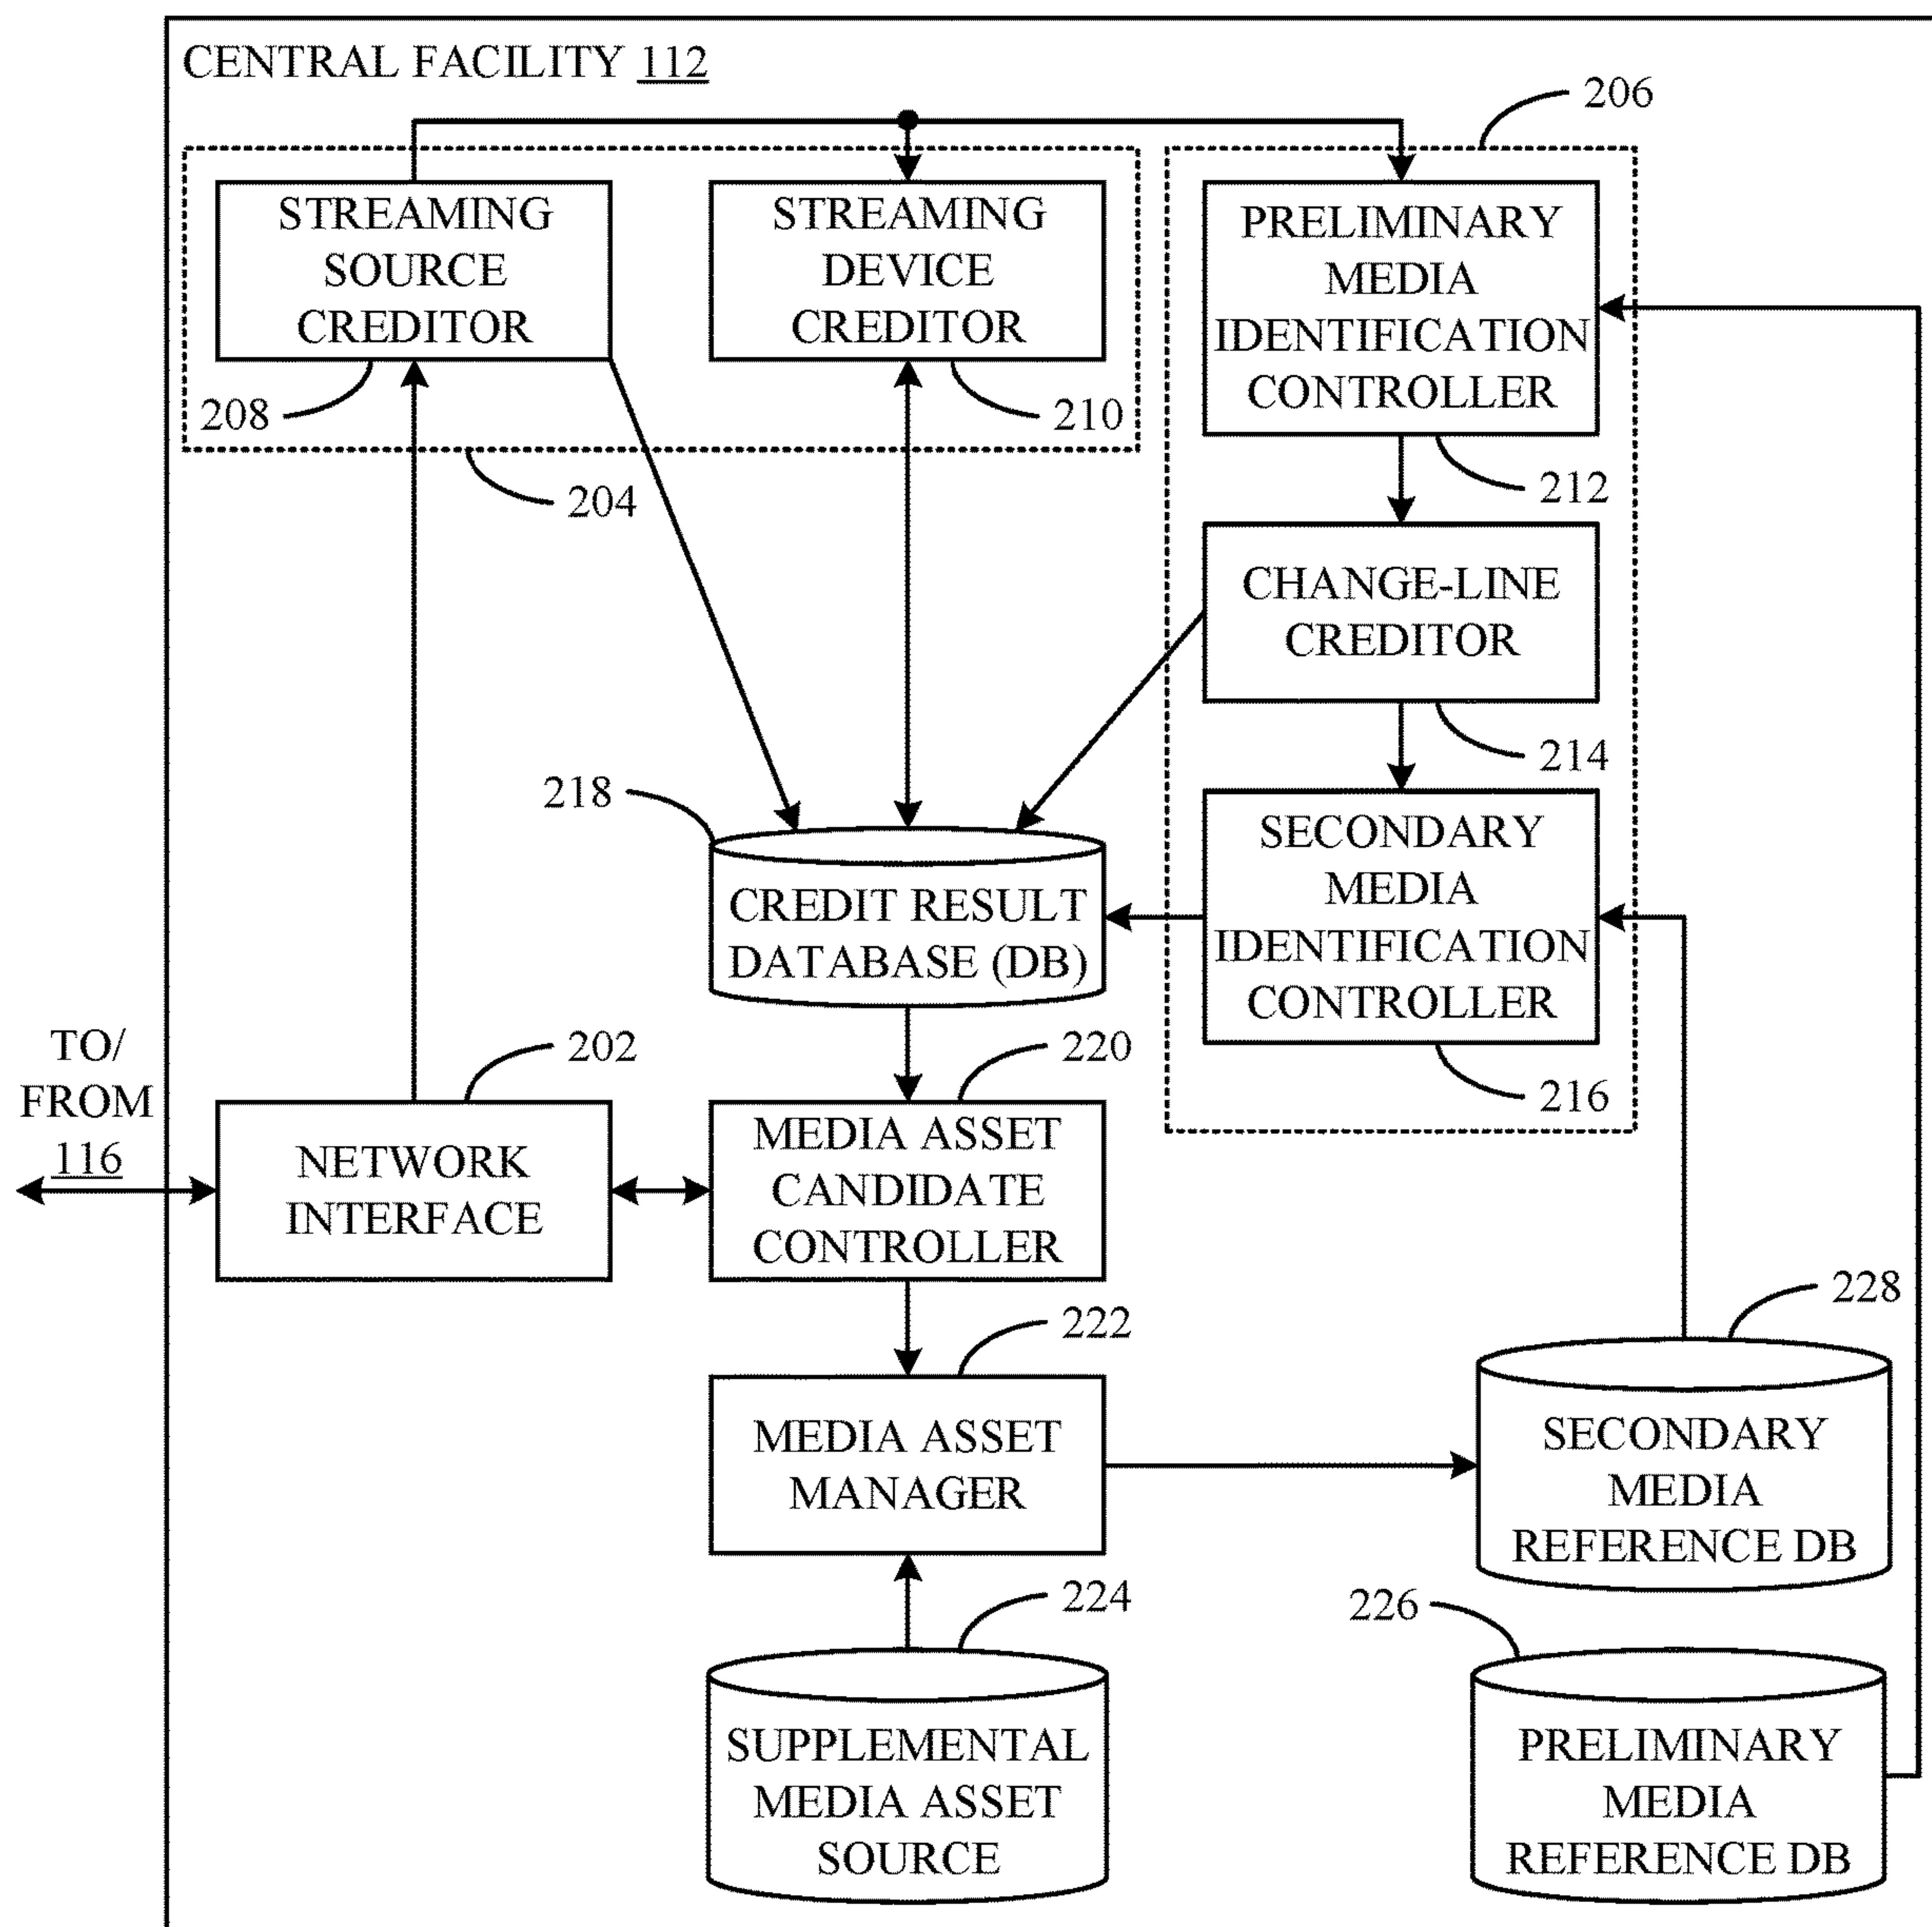 CENTRAL FACILITY 112
206
STREAMING
SOURCE
CREDITOR
STREAMING
DEVICE
CREDITOR
PRELIMINARY
MEDIA
IDENTIFICATION
CONTROLLER
208
210
204
212
CHANGE-LINE
CREDITOR
214
218
SECONDARY
MEDIA
IDENTIFICATION
CONTROLLER
CREDIT RESULT
DATABASE (DB)
TO/
FROM
116
202
220
216
NETWORK
INTERFACE
MEDIA ASSET
CANDIDATE
CONTROLLER
228
222
MEDIA ASSET
MANAGER
SECONDARY
MEDIA
REFERENCE DB
224
226
SUPPLEMENTAL
MEDIA ASSET
SOURCE
PRELIMINARY
MEDIA
REFERENCE DB